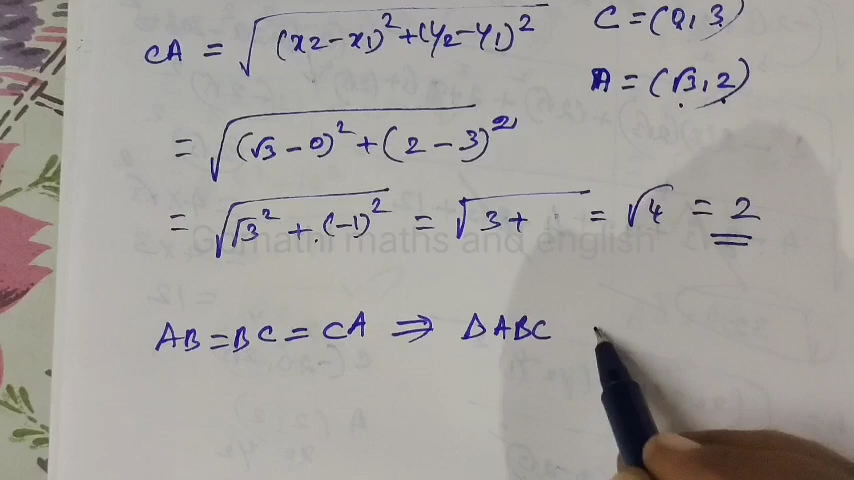 CA = √(x2-x1)²+(y2-y1)²
C = (0,3)
A = (√3,2)
= √(√3-0)²+(2-3)²
= √√3²+(-1)² = √3+ = √4 = 2
Gomathi maths and english
AB=BC=CA ⇒ ΔABC